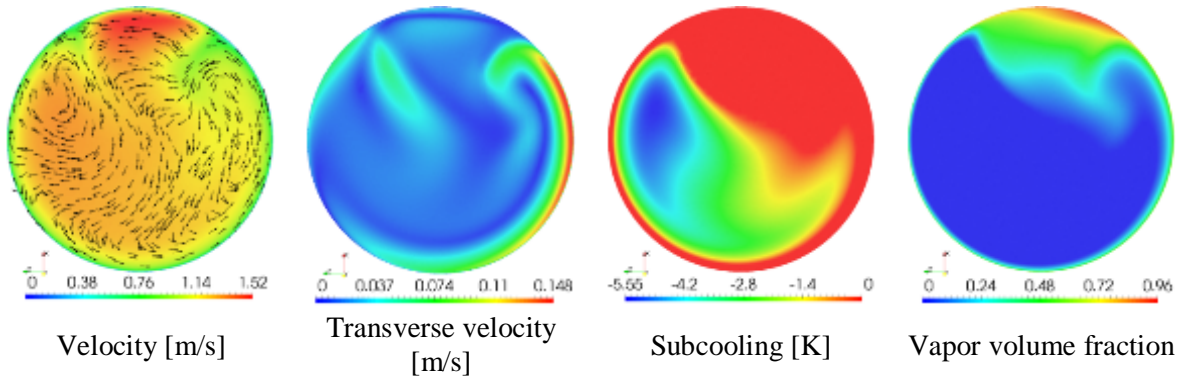 0 0.38 0.76 1.14 1.52
0 0.037 0.074 0.11 0.148
-5.55 -4.2 -2.8 -1.4 0
0 0.24 0.48 0.72 0.96
Velocity [m/s]
Transverse velocity
[m/s]
Subcooling [K]
Vapor volume fraction